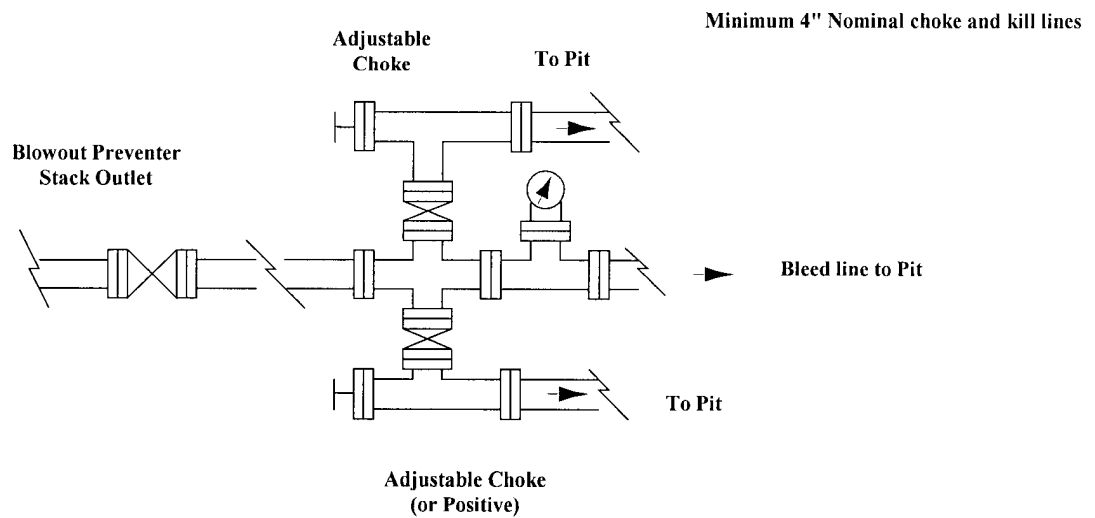 Minimum 4" Nominal choke and kill lines
Adjustable
Choke
To Pit
Blowout Preventer
Stack Outlet
Bleed line to Pit
To Pit
Adjustable Choke
(or Positive)